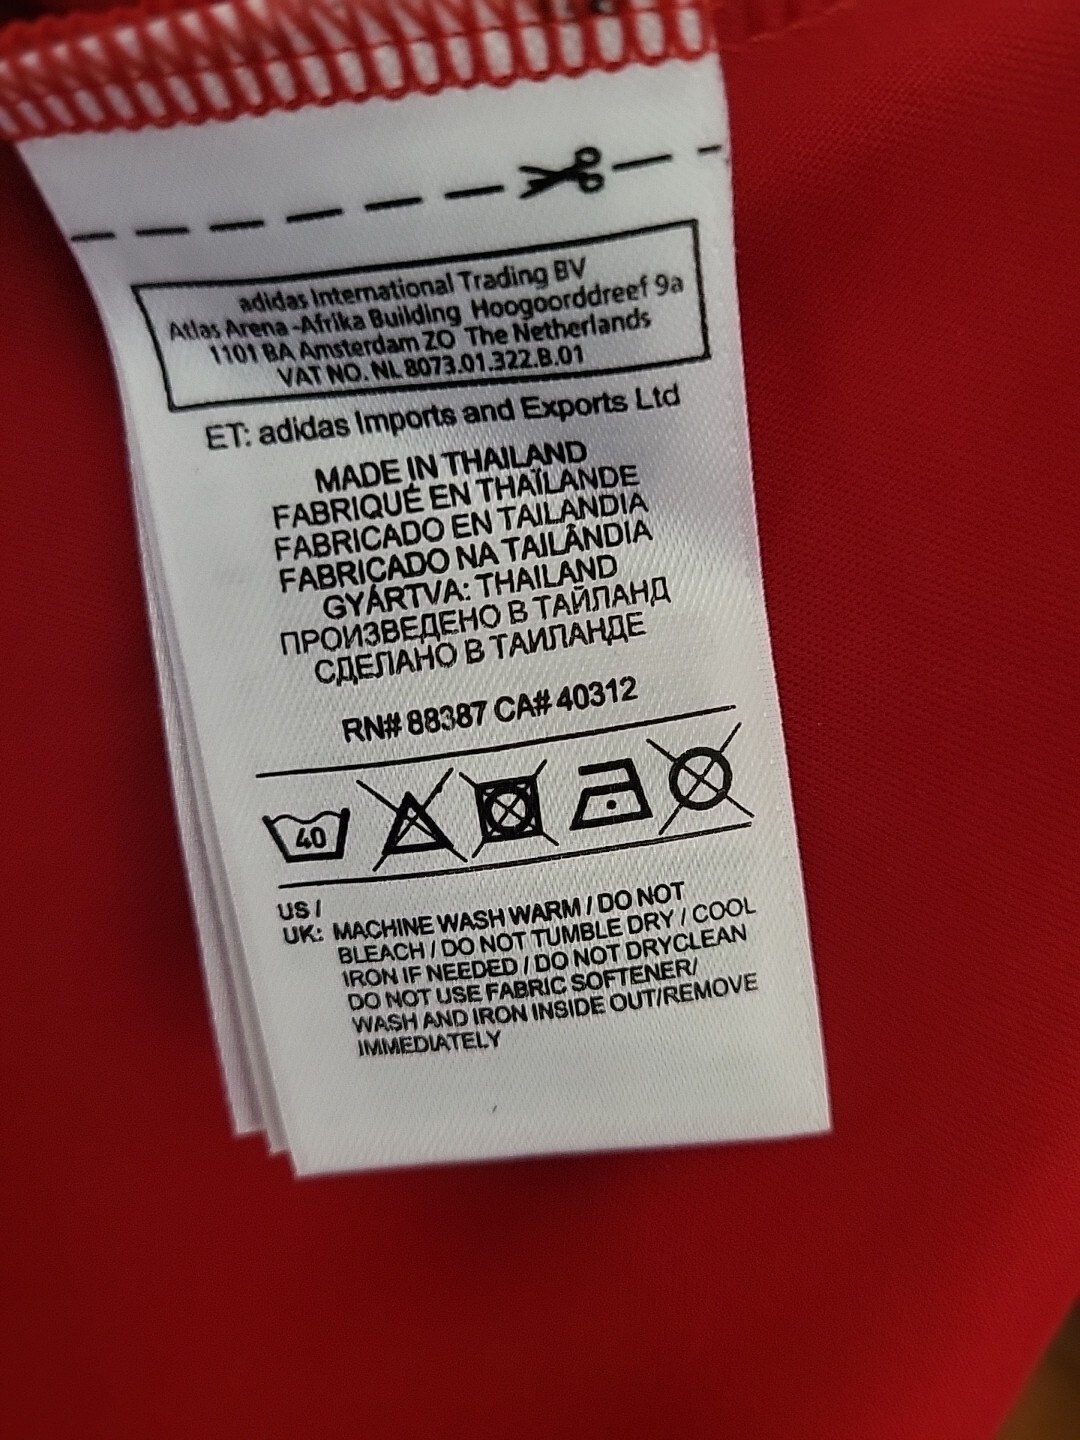 adidas International Trading BV
Atlas Arena -Afrika Building Hoogoorddreef 9a
1101 BA Amsterdam ZO The Netherlands
VAT NO. NL 8073.01.322.B.01
ET: adidas Imports and Exports Ltd
MADE IN THAILAND
FABRIQUÉ EN THAÏLANDE
FABRICADO EN TAILANDIA
FABRICADO NA TAILÂNDIA
GYÁRTVA: THAILAND
ПРОИЗВЕДЕНО В ТАЙЛАНД
СДЕЛАНО В ТАИЛАНДЕ
RN# 88387 CA# 40312
40
US /
UK: MACHINE WASH WARM / DO NOT
BLEACH / DO NOT TUMBLE DRY / COOL
IRON IF NEEDED / DO NOT DRYCLEAN
DO NOT USE FABRIC SOFTENER/
WASH AND IRON INSIDE OUT/REMOVE
IMMEDIATELY